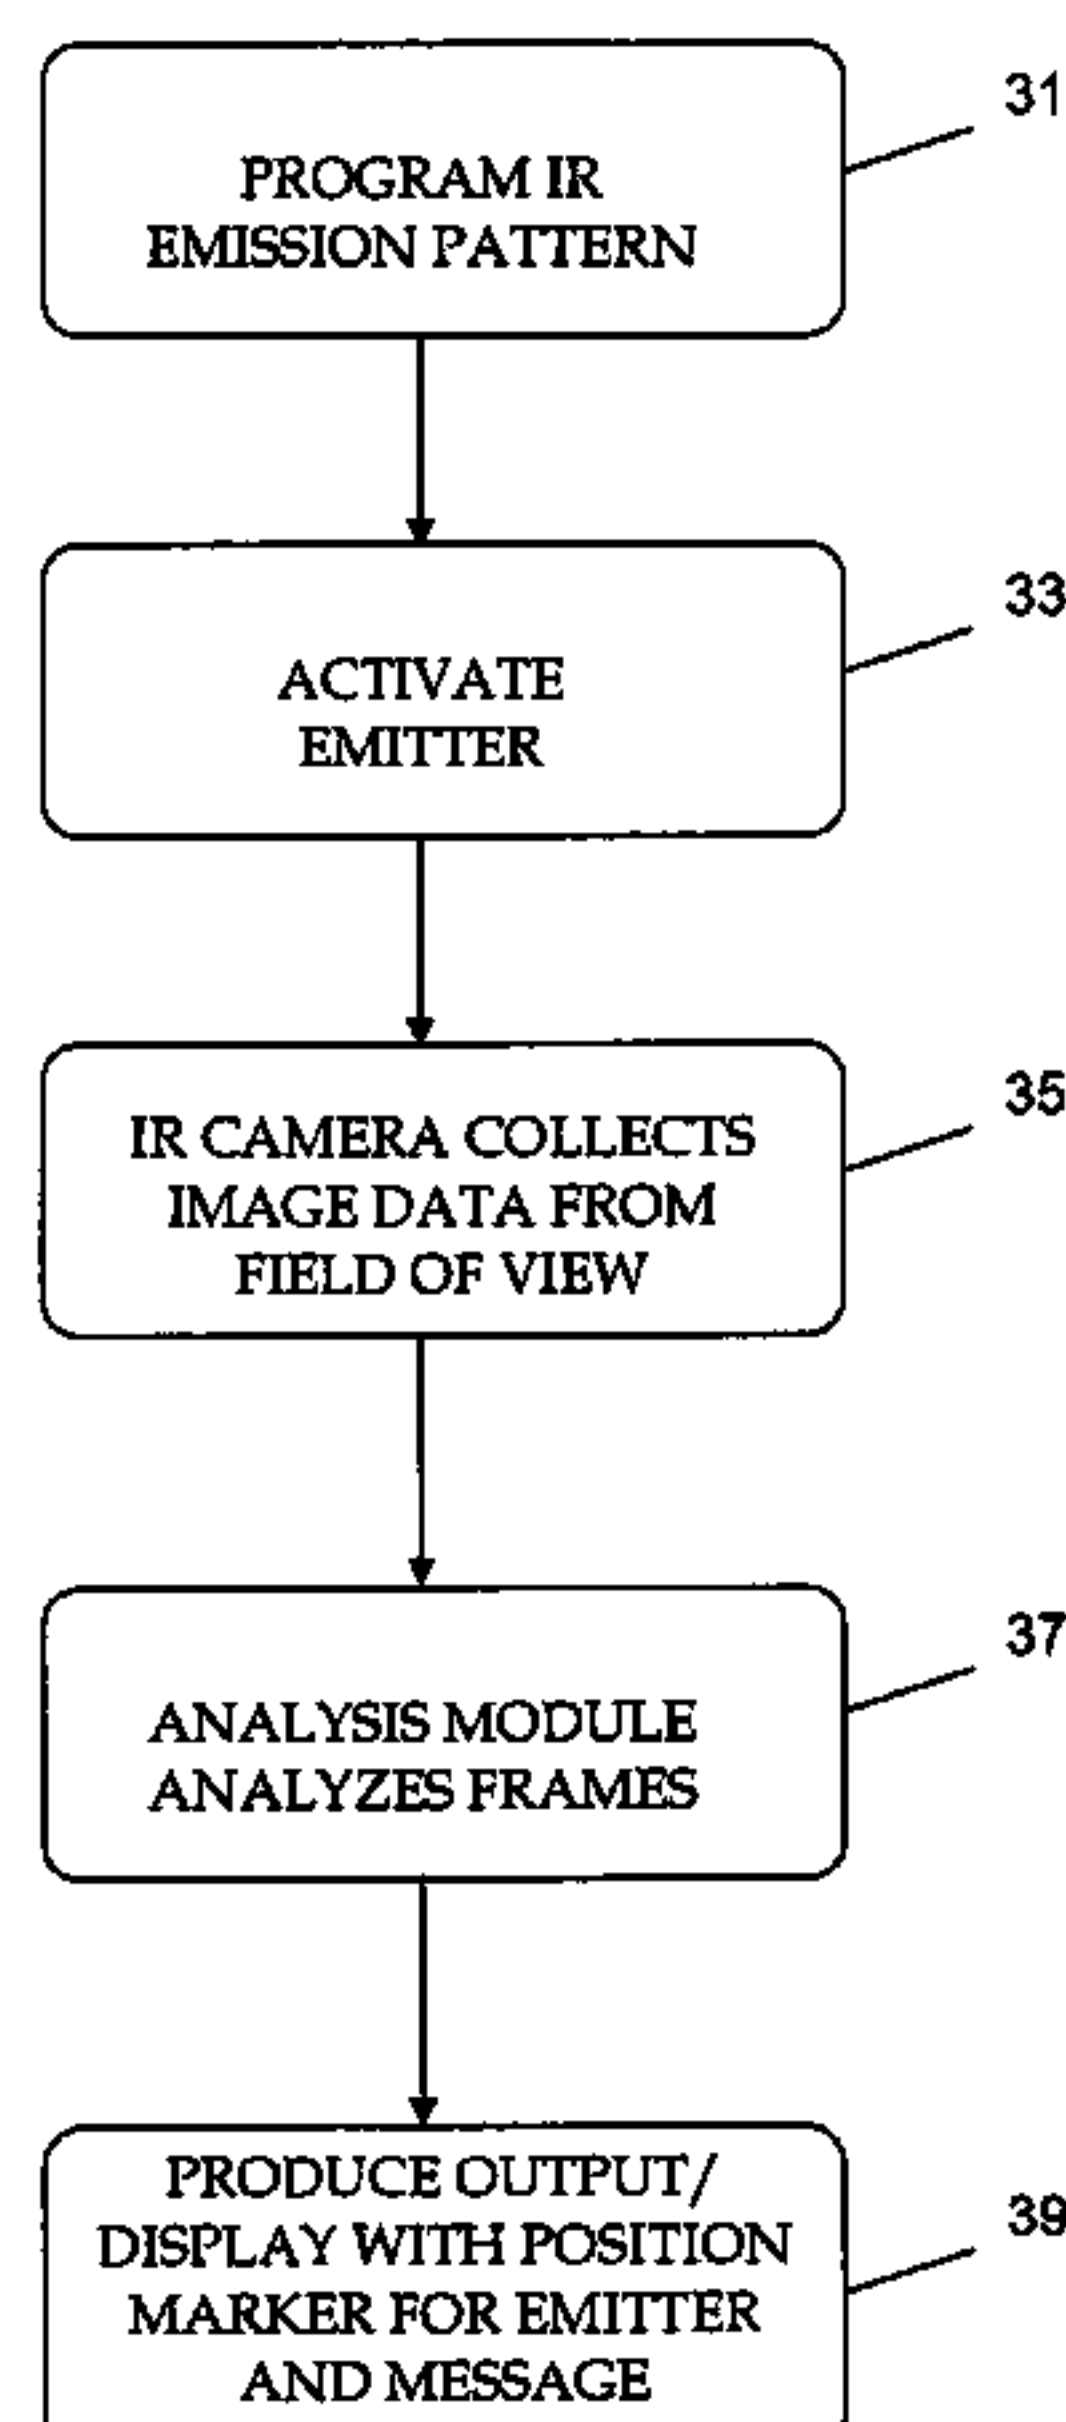 31
PROGRAM IR
EMISSION PATTERN
33
ACTIVATE
EMITTER
35
IR CAMERA COLLECTS
IMAGE DATA FROM
FIELD OF VIEW
37
ANALYSIS MODULE
ANALYZES FRAMES
39
PRODUCE OUTPUT/
DISPLAY WITH POSITION
MARKER FOR EMITTER
AND MESSAGE